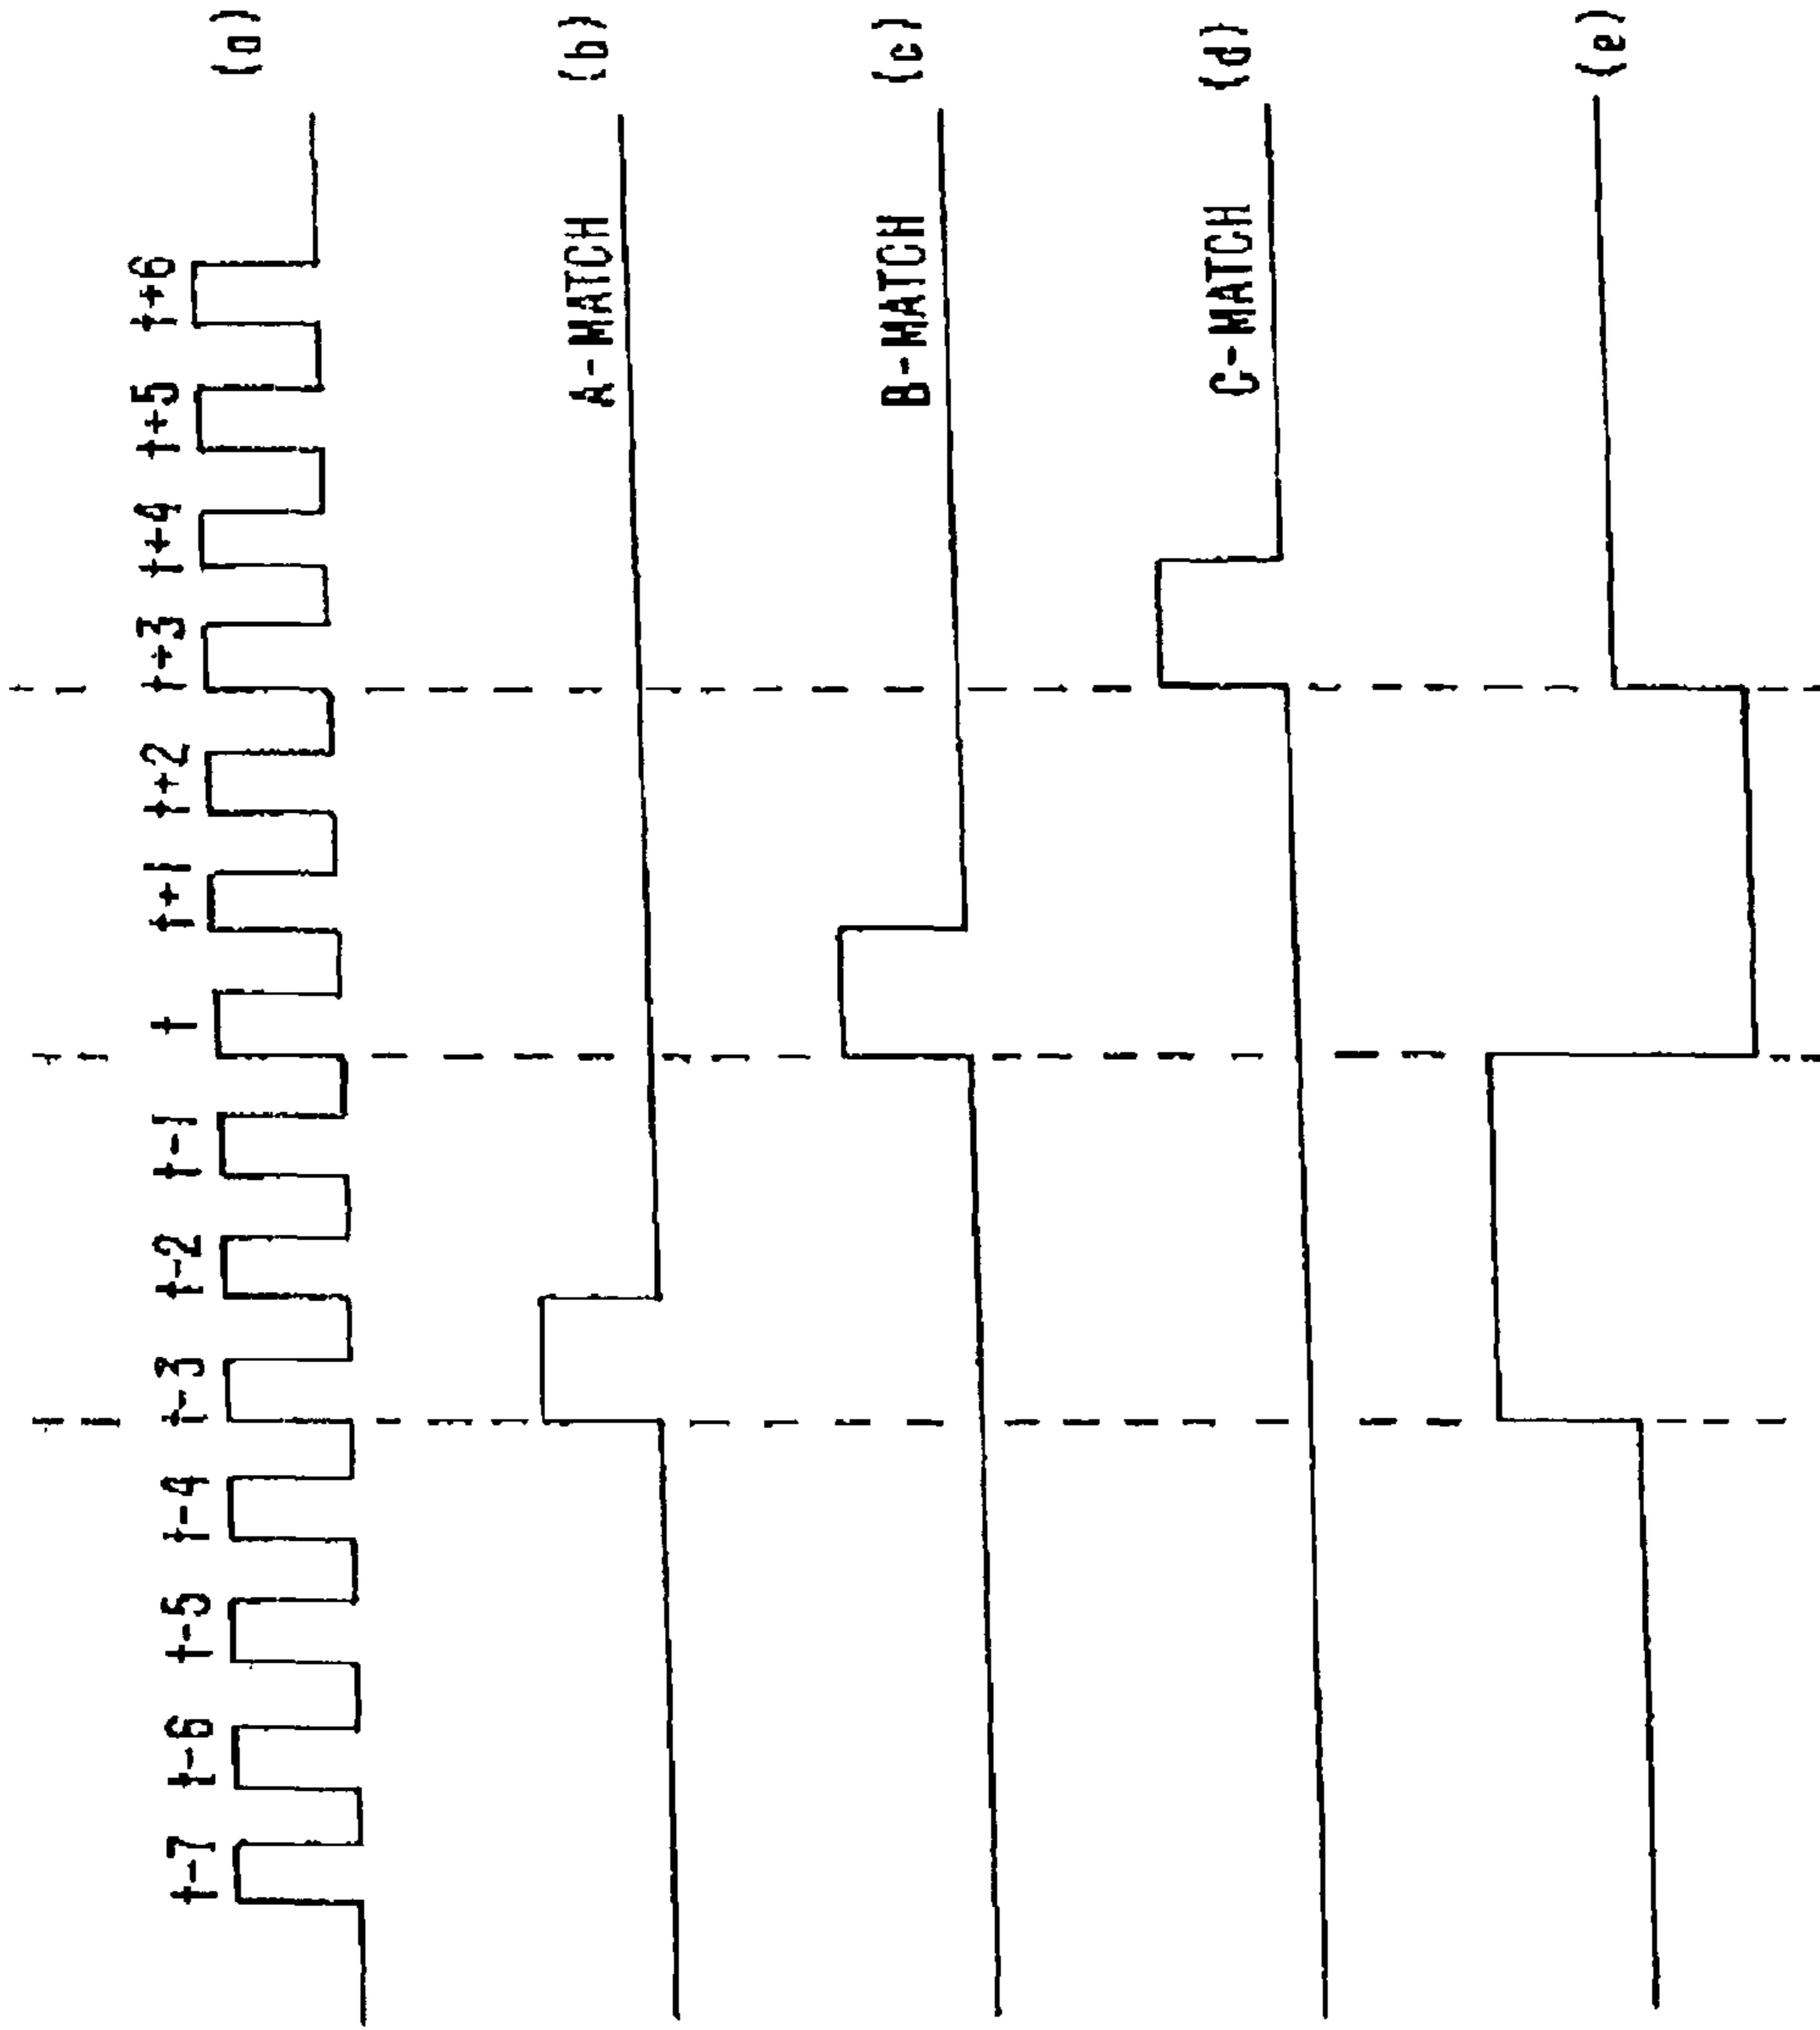 t-7 t-6 t-5 t-4 t-3 t-2 t-1 t t+1 t+2 t+3 t+4 t+5 t+6 (a)
A-MATCH (b)
B-MATCH (c)
C-MATCH (d)
(e)